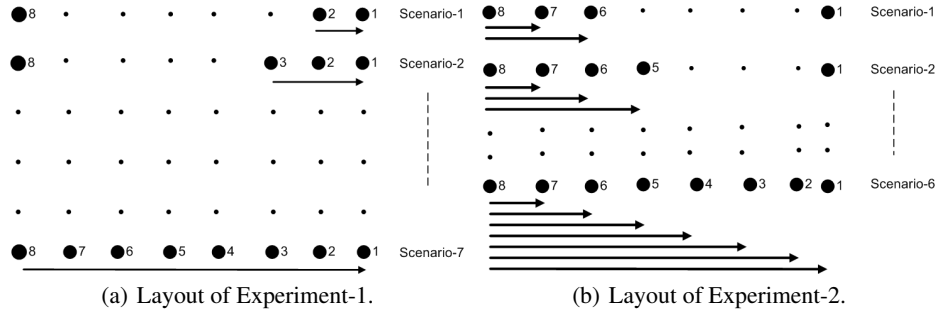 8 2 1 Scenario-1
8 3 2 1 Scenario-2
8 7 6 5 4 3 2 1 Scenario-7
(a) Layout of Experiment-1.
8 7 6 1 Scenario-1
8 7 6 5 1 Scenario-2
8 7 6 5 4 3 2 1 Scenario-6
(b) Layout of Experiment-2.